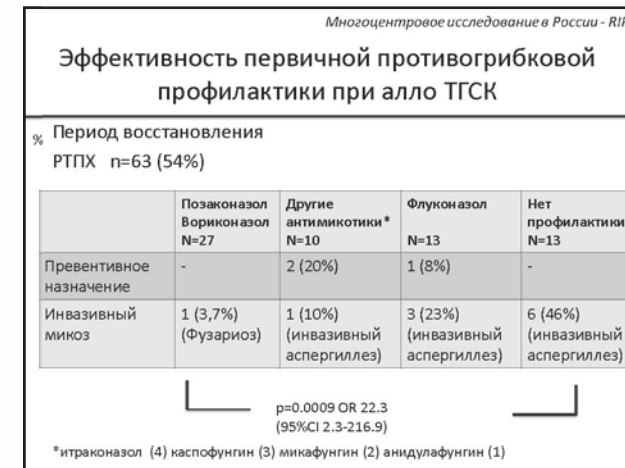 Многоцентровое исследование в России - RIF
Эффективность первичной противогрибковой
профилактики при алло ТГСК
% Период восстановления
РТПХ n=63 (54%)
Позаконазол Вориконазол N=27 Другие антимикотики* N=10 Флуконазол N=13 Нет профилактики N=13
Превентивное назначение - 2 (20%) 1 (8%) -
Инвазивный микоз 1 (3,7%) (Фузариоз) 1 (10%) (инвазивный аспергиллез) 3 (23%) (инвазивный аспергиллез) 6 (46%) (инвазивный аспергиллез)
p=0.0009 OR 22.3
(95%CI 2.3-216.9)
*итраконазол (4) каспофунгин (3) микафунгин (2) анидулафунгин (1)